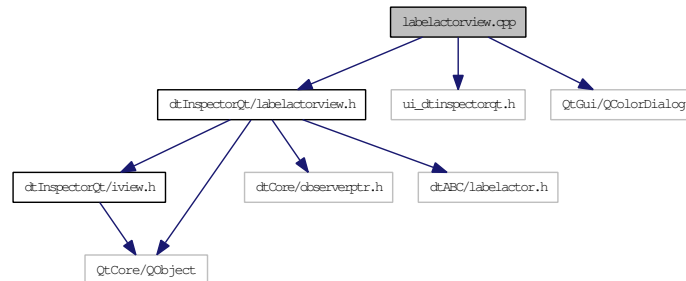 labelactorview.cpp
dtInspectorQt/labelactorview.h
ui_dtinspectorqt.h
QtGui/QColorDialog
dtInspectorQt/iview.h
dtCore/observerptr.h
dtABC/labelactor.h
QtCore/QObject